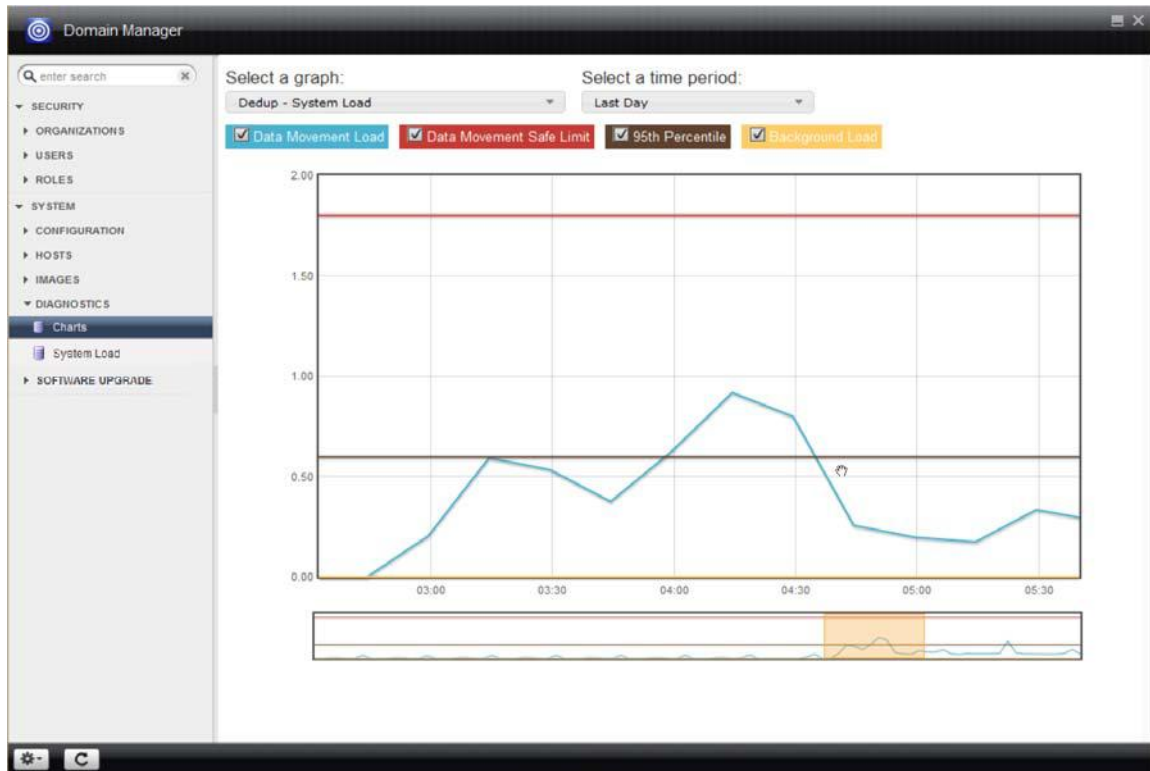 Domain Manager
enter search
SECURITY
ORGANIZATIONS
USERS
ROLES
SYSTEM
CONFIGURATION
HOSTS
IMAGES
DIAGNOSTICS
Charts
System Load
SOFTWARE UPGRADE
Select a graph: Select a time period:
Dedup - System Load Last Day
Data Movement Load Data Movement Safe Limit 95th Percentile Background Load
2.00
1.50
1.00
0.50
0.00
03:00 03:30 04:00 04:30 05:00 05:30